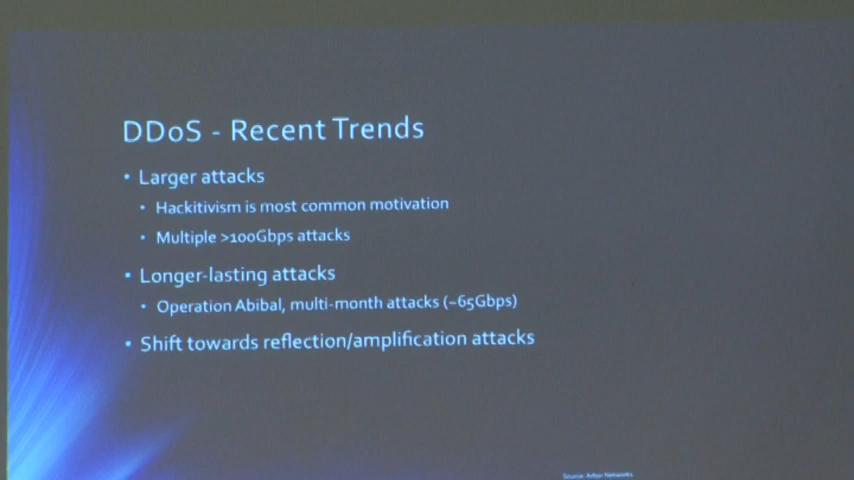 DDoS - Recent Trends
• Larger attacks
• Hackitivism is most common motivation
• Multiple >100Gbps attacks
• Longer-lasting attacks
• Operation Abibal, multi-month attacks (~65Gbps)
• Shift towards reflection/amplification attacks
Source: Arbor Networks